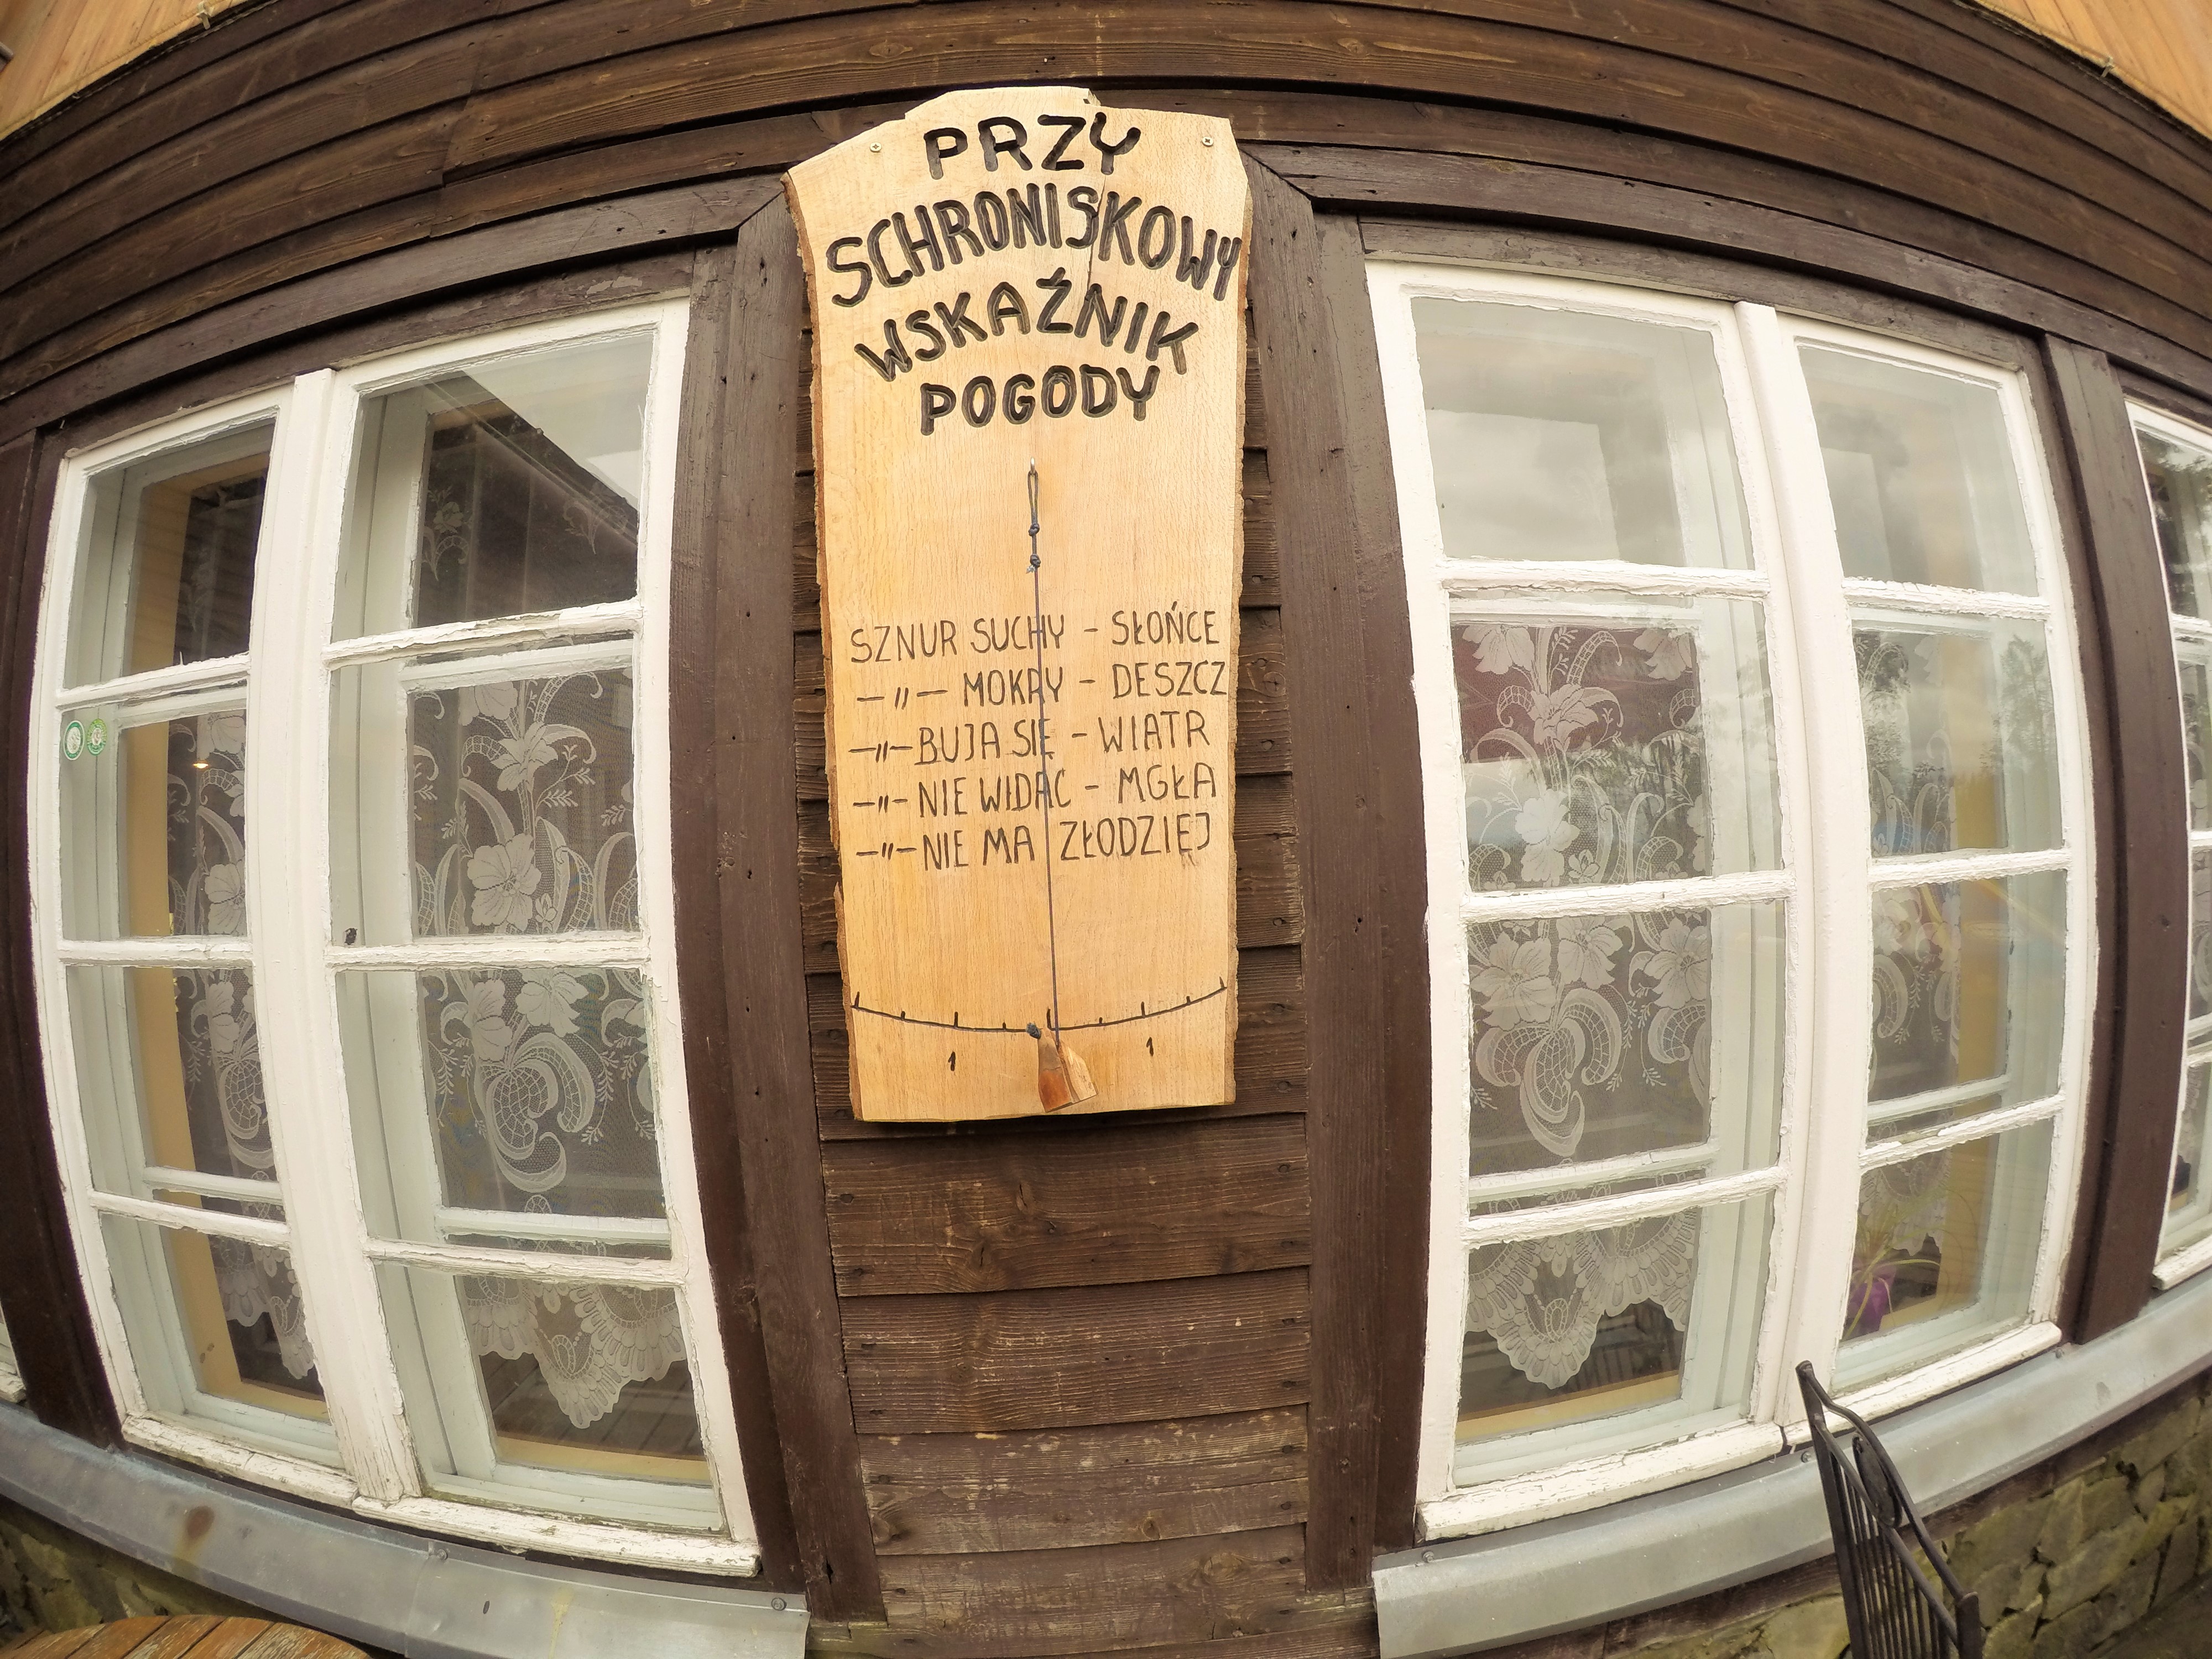 PRZY
SCHRONISKOWY
WSKAŹNIK
POGODY
SZNUR SUCHY - SŁOŃCE
—„— MOKRY - DESZCZ
—„— BUJA SIĘ - WIATR
—„— NIE WIDAĆ - MGŁA
—„— NIE MA ZŁODZIEJ
1 1